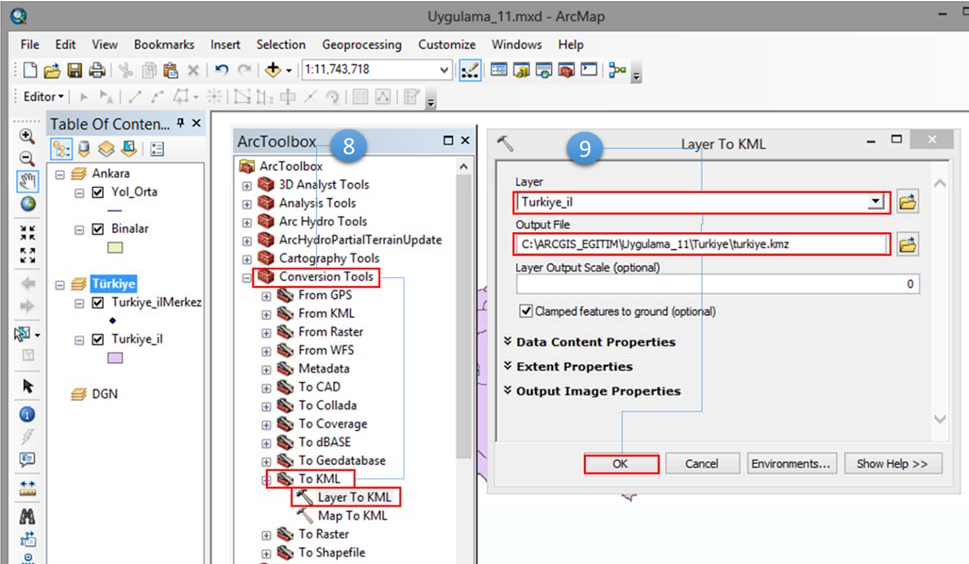 Uygulama_11.mxd - ArcMap
File Edit View Bookmarks Insert Selection Geoprocessing Customize Windows Help
1:11,743,718
Editor
Table Of Conten...
Ankara
Yol_Orta
Binalar
Türkiye
Turkiye_ilMerkez
Turkiye_il
DGN
ArcToolbox
8
ArcToolbox
3D Analyst Tools
Analysis Tools
Arc Hydro Tools
ArcHydroPartialTerrainUpdate
Cartography Tools
Conversion Tools
From GPS
From KML
From Raster
From WFS
Metadata
To CAD
To Collada
To Coverage
To dBASE
To Geodatabase
To KML
Layer To KML
Map To KML
To Raster
To Shapefile
9
Layer To KML
Layer
Turkiye_il
Output File
C:\ARCGIS_EGITIM\Uygulama_11\Turkiye\turkiye.kmz
Layer Output Scale (optional)
0
Clamped features to ground (optional)
Data Content Properties
Extent Properties
Output Image Properties
OK Cancel Environments... Show Help >>